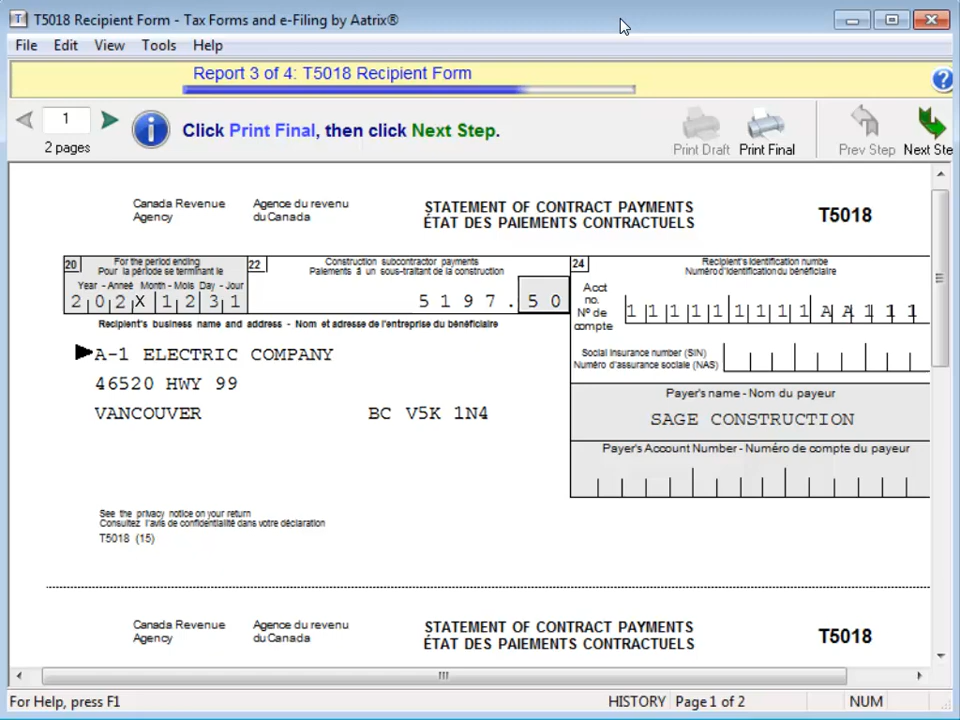 T5018 Recipient Form - Tax Forms and e-Filing by Aatrix®
File Edit View Tools Help
Report 3 of 4: T5018 Recipient Form
1
2 pages
Click Print Final, then click Next Step.
Print Draft Print Final Prev Step Next Ste
Canada Revenue Agence du revenu
Agency du Canada
STATEMENT OF CONTRACT PAYMENTS
ÉTAT DES PAIEMENTS CONTRACTUELS
T5018
20 For the period ending
Pour la période se terminant le
Year - Année Month - Mois Day - Jour
202X 12 31
22 Construction subcontractor payments
Paiements á un sous-traitant de la construction
5197.50
24 Recipient's identification numbe
Numéro d'identification du bénéficiaire
Acct
no.
Nº de
compte
111111111 AA111
Recipient's business name and address - Nom et adresse de l'entreprise du bénéficiaire
A-1 ELECTRIC COMPANY
46520 HWY 99
VANCOUVER BC V5K 1N4
Social insurance number (SIN)
Numéro d'assurance sociale (NAS)
Payer's name - Nom du payeur
SAGE CONSTRUCTION
Payer's Account Number - Numéro de compte du payeur
See the privacy notice on your return
Consultez l'avis de confidentialité dans votre déclaration
T5018 (15)
Canada Revenue Agence du revenu
Agency du Canada
STATEMENT OF CONTRACT PAYMENTS
ÉTAT DES PAIEMENTS CONTRACTUELS
T5018
For Help, press F1 HISTORY Page 1 of 2 NUM